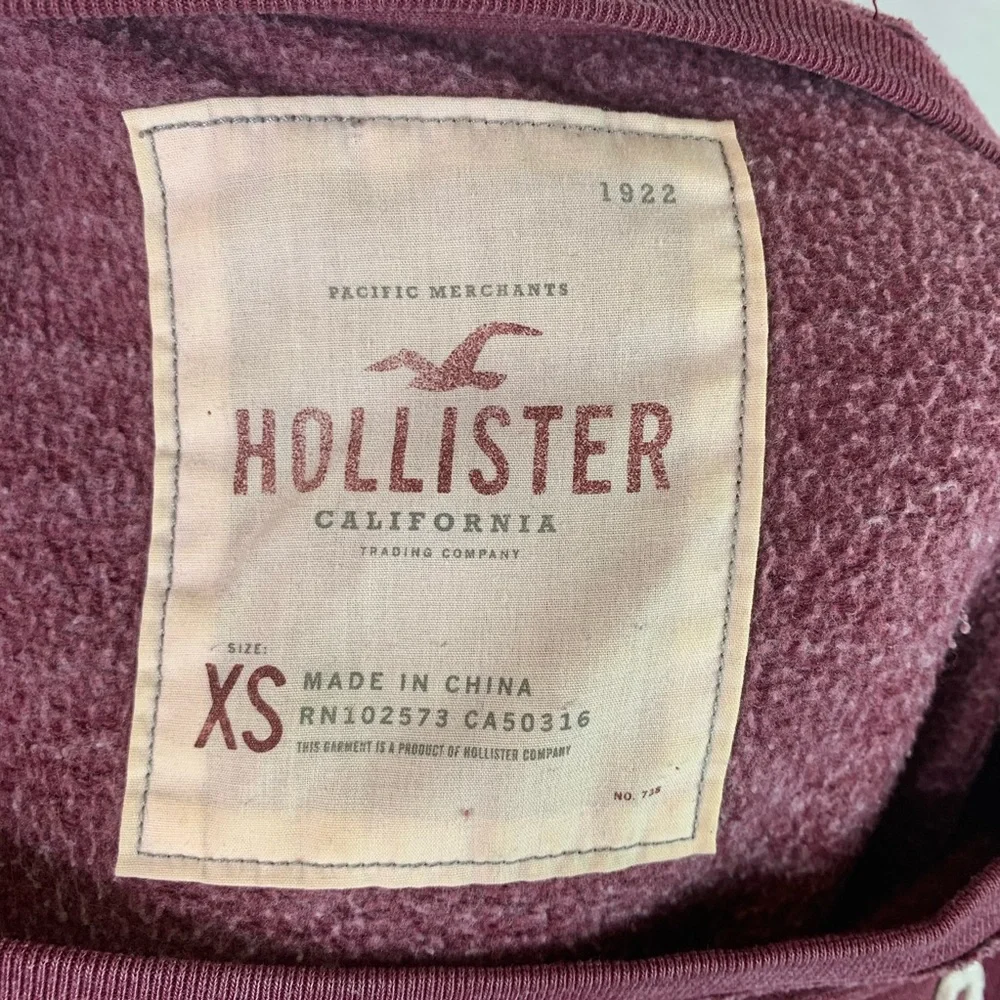 1922
PACIFIC MERCHANTS
HOLLISTER
CALIFORNIA
TRADING COMPANY
SIZE:
XS
MADE IN CHINA
RN102573 CA50316
THIS GARMENT IS A PRODUCT OF HOLLISTER COMPANY
NO.